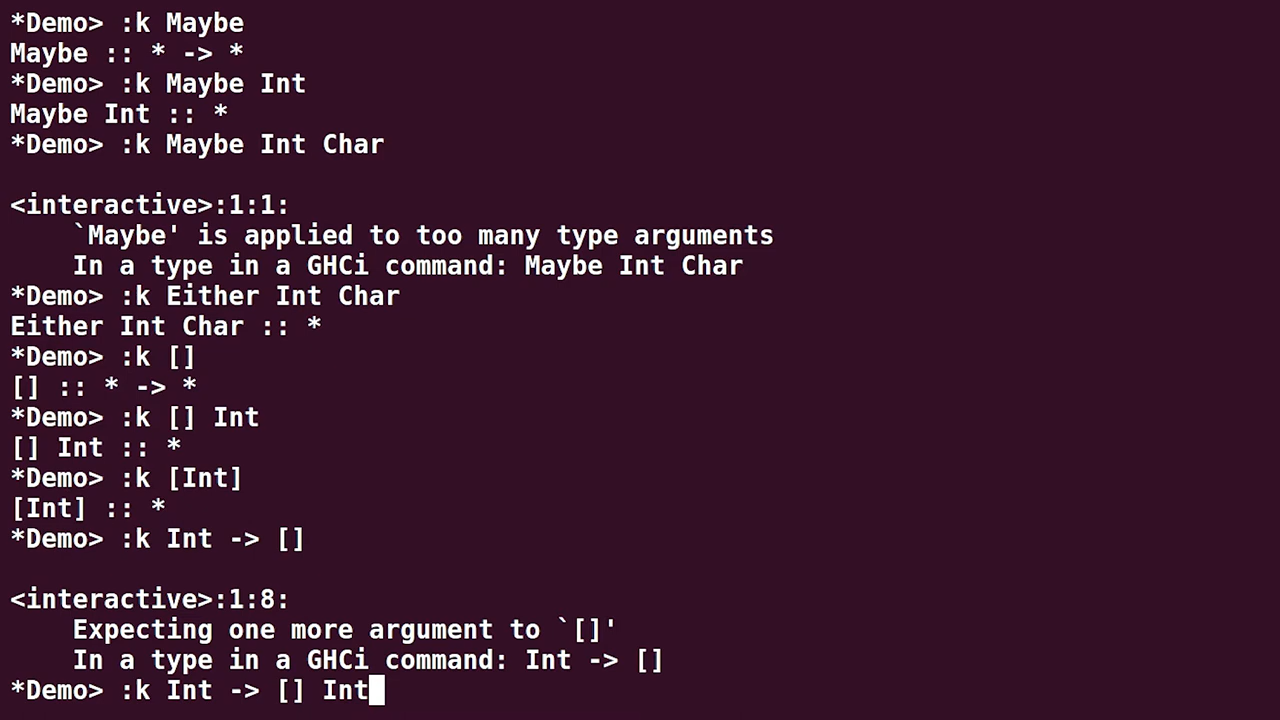 *Demo> :k Maybe
Maybe :: * -> *
*Demo> :k Maybe Int
Maybe Int :: *
*Demo> :k Maybe Int Char
<interactive>:1:1:
    `Maybe' is applied to too many type arguments
    In a type in a GHCi command: Maybe Int Char
*Demo> :k Either Int Char
Either Int Char :: *
*Demo> :k []
[] :: * -> *
*Demo> :k [] Int
[] Int :: *
*Demo> :k [Int]
[Int] :: *
*Demo> :k Int -> []
<interactive>:1:8:
    Expecting one more argument to `[]'
    In a type in a GHCi command: Int -> []
*Demo> :k Int -> [] Int